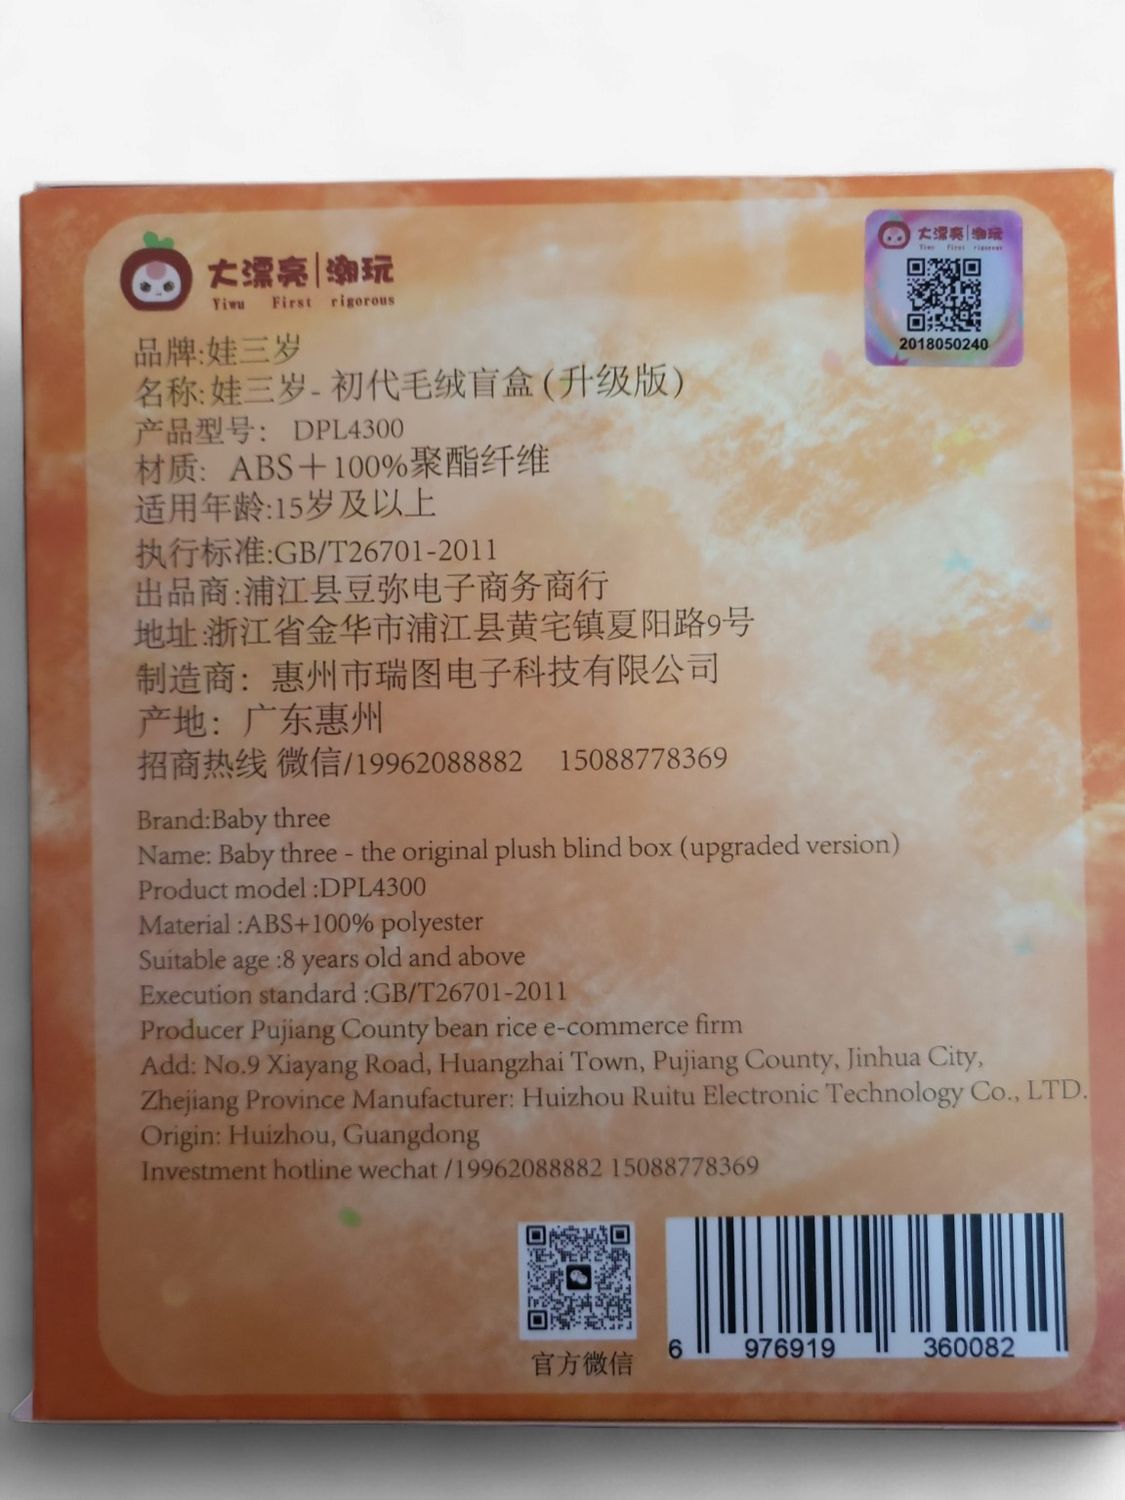 大漂亮|潮玩
Yiwu First rigorous
大漂亮|潮玩
Yiwu First rigorous
2018050240
品牌:娃三岁
名称:娃三岁-初代毛绒盲盒(升级版)
产品型号: DPL4300
材质: ABS+100%聚酯纤维
适用年龄:15岁及以上
执行标准:GB/T26701-2011
出品商:浦江县豆弥电子商务商行
地址:浙江省金华市浦江县黄宅镇夏阳路9号
制造商: 惠州市瑞图电子科技有限公司
产地: 广东惠州
招商热线 微信/19962088882 15088778369
Brand:Baby three
Name: Baby three - the original plush blind box (upgraded version)
Product model :DPL4300
Material :ABS+100% polyester
Suitable age :8 years old and above
Execution standard :GB/T26701-2011
Producer Pujiang County bean rice e-commerce firm
Add: No.9 Xiayang Road, Huangzhai Town, Pujiang County, Jinhua City,
Zhejiang Province Manufacturer: Huizhou Ruitu Electronic Technology Co., LTD.
Origin: Huizhou, Guangdong
Investment hotline wechat /19962088882 15088778369
官方微信
6 976919 360082